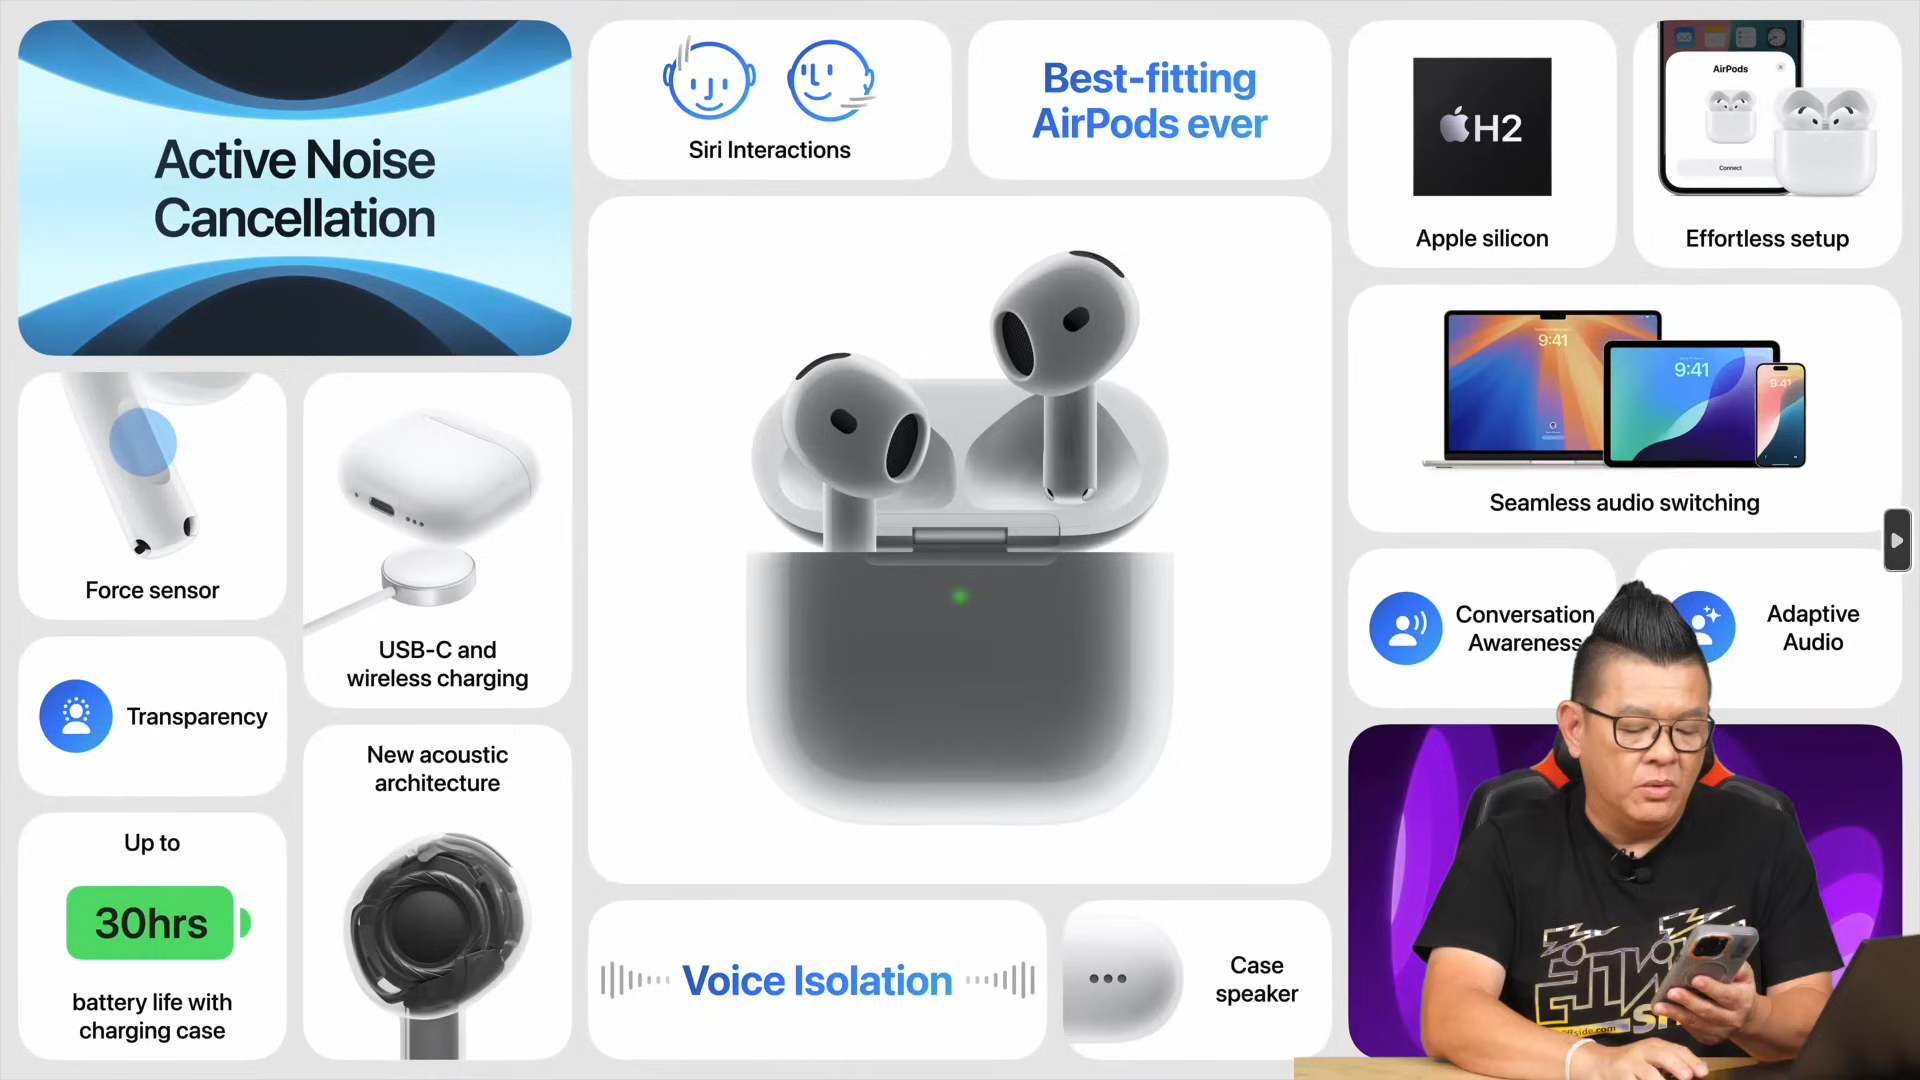 Active Noise
Cancellation
Siri Interactions
Best-fitting
AirPods ever
H2
Apple silicon
AirPods
Connect
Effortless setup
9:41
9:41
9:41
Seamless audio switching
Force sensor
USB-C and
wireless charging
Conversation
Awareness
Adaptive
Audio
Transparency
New acoustic
architecture
Up to
30hrs
battery life with
charging case
Voice Isolation
Case
speaker